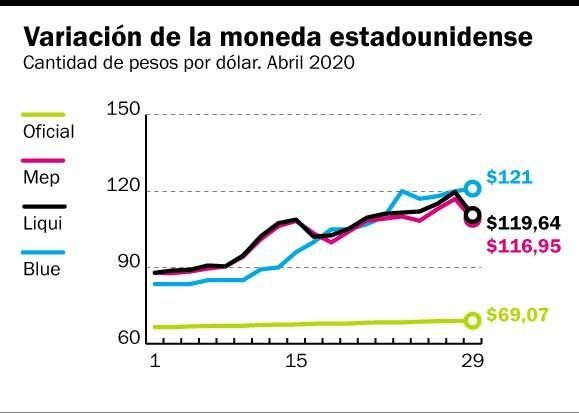 Variación de la moneda estadounidense
Cantidad de pesos por dólar. Abril 2020
Oficial
Mep
Liqui
Blue
150
120
90
60
1
15
29
$121
$119,64
$116,95
$69,07